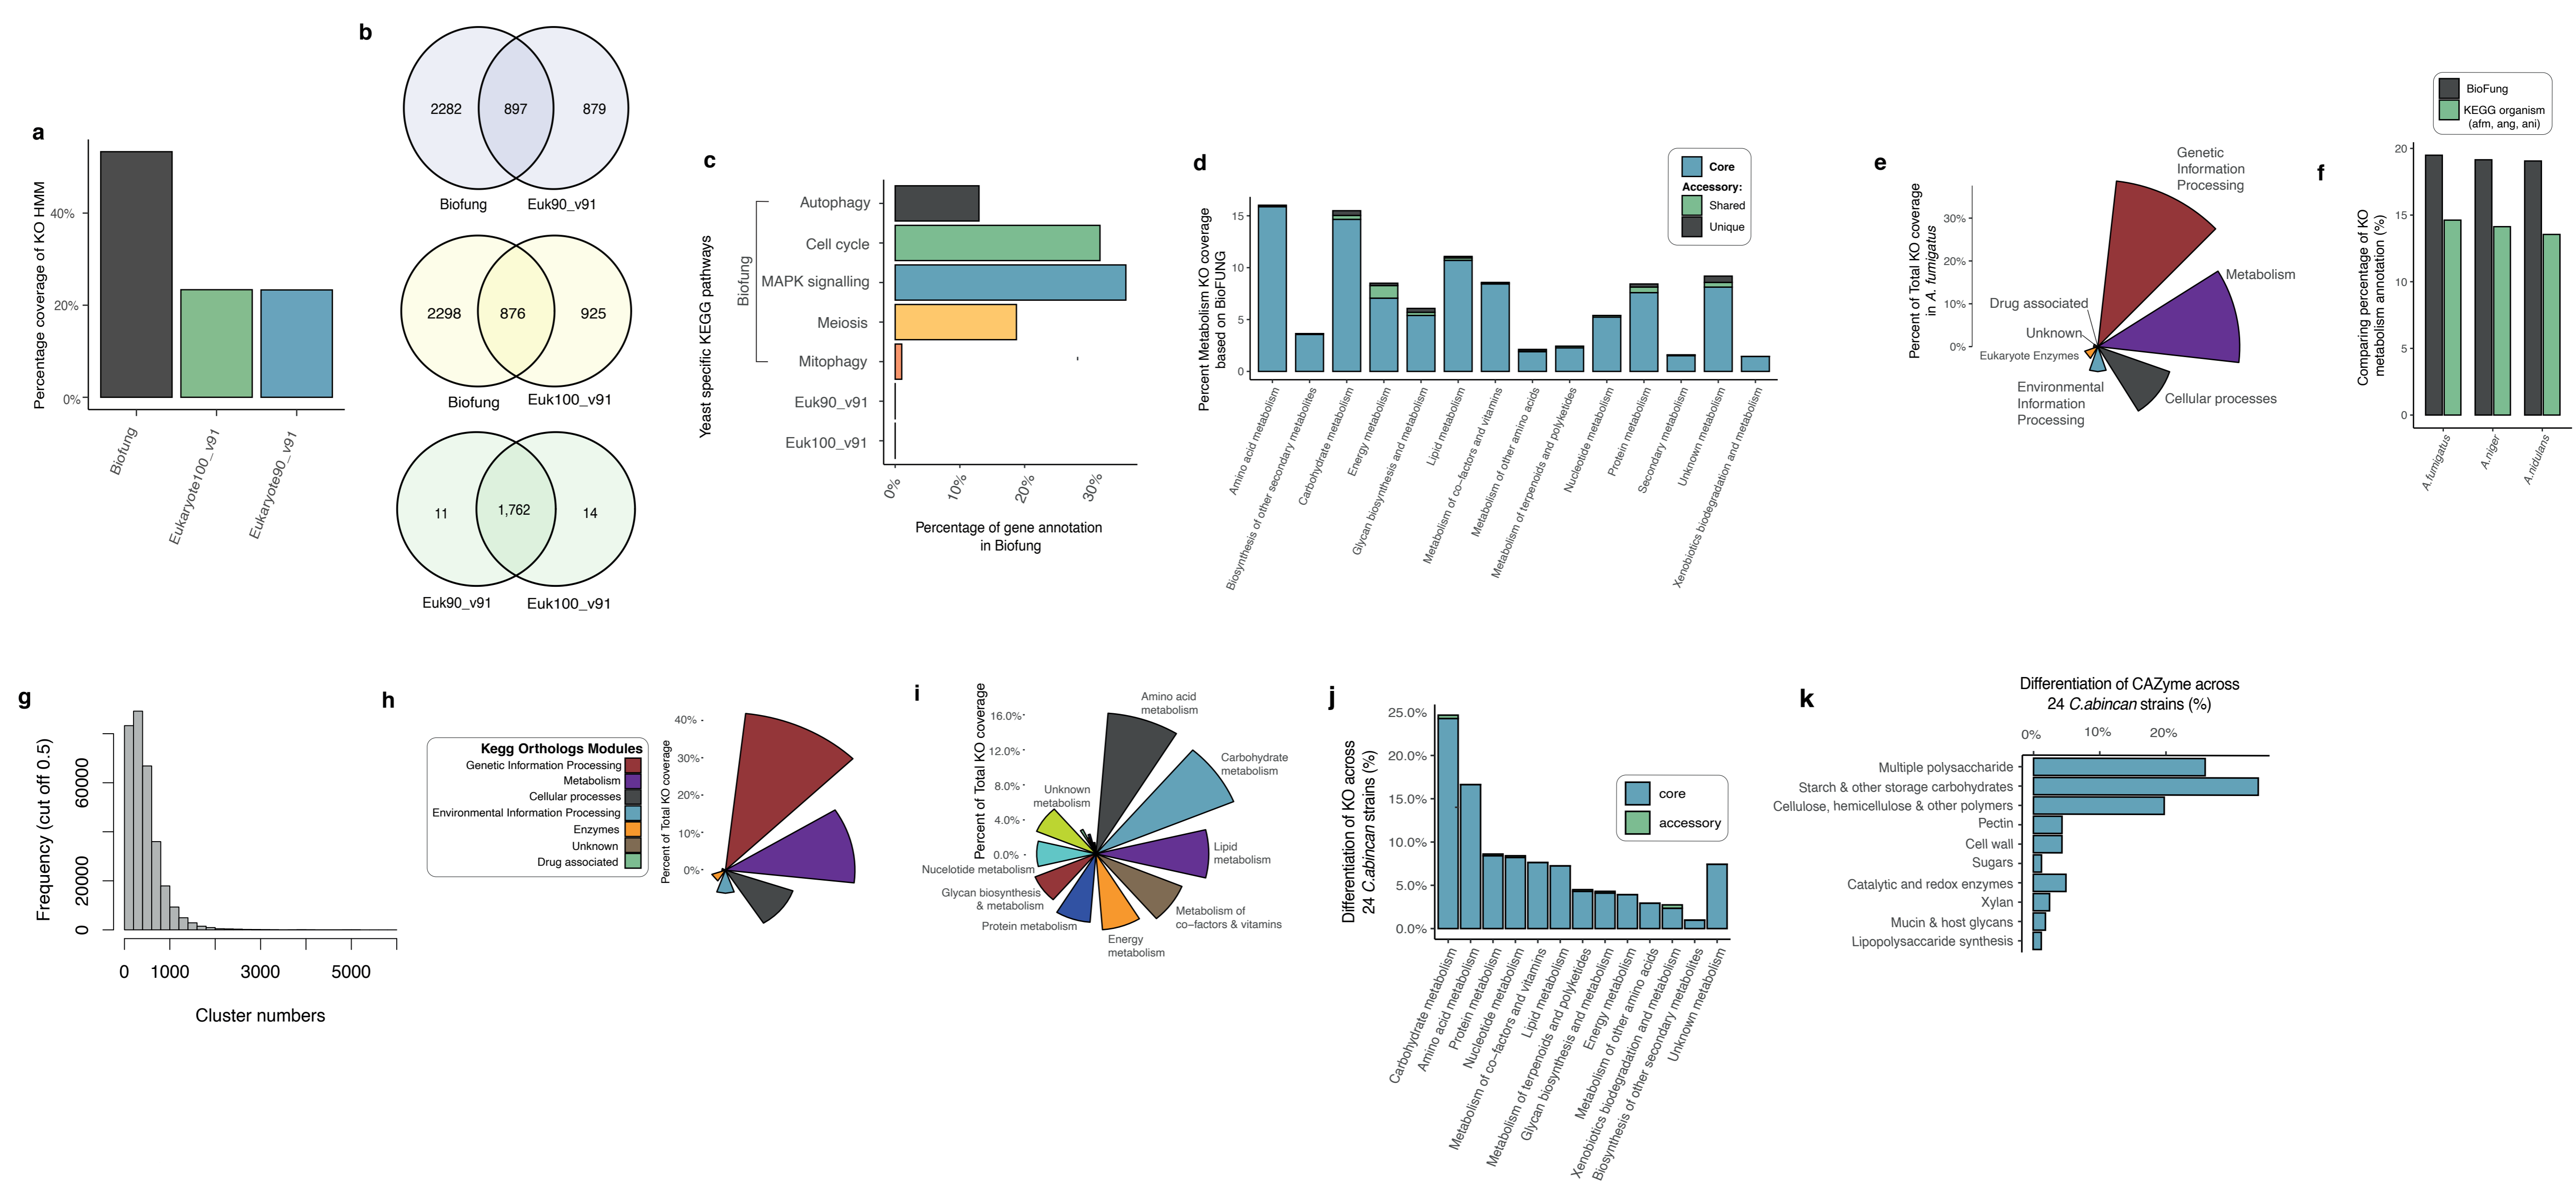 a
Percentage coverage of KO HMM
40%
20%
0%
Biofung
Eukaryote100_v91
Eukaryote90_v91
b
2282
897
879
Biofung
Euk90_v91
2298
876
925
Biofung
Euk100_v91
11
1,762
14
Euk90_v91
Euk100_v91
c
Yeast specific KEGG pathways
Biofung
Autophagy
Cell cycle
MAPK signalling
Meiosis
Mitophagy
Euk90_v91
Euk100_v91
0%
10%
20%
30%
Percentage of gene annotation
in Biofung
d
Percent Metabolism KO coverage
based on BioFUNG
15
10
5
0
Core
Accessory:
Shared
Unique
Amino acid metabolism
Biosynthesis of other secondary metabolites
Carbohydrate metabolism
Energy metabolism
Glycan biosynthesis and metabolism
Lipid metabolism
Metabolism of co−factors and vitamins
Metabolism of other amino acids
Metabolism of terpenoids and polyketides
Nucleotide metabolism
Protein metabolism
Secondary metabolism
Unknown metabolism
Xenobiotics biodegradation and metabolism
e
Percent of Total KO coverage
in A. fumigatus
30%
20%
10%
0%
Genetic
Information
Processing
Metabolism
Drug associated
Unknown
Eukaryote Enzymes
Environmental
Information
Processing
Cellular processes
f
BioFung
KEGG organism
(afm, ang, ani)
Comparing percentage of KO
metabolism annotation (%)
20
15
10
5
0
A.fumigatus
A.niger
A.nidulans
g
Frequency (cut off 0.5)
60000
20000
0
0
1000
3000
5000
Cluster numbers
h
Kegg Orthologs Modules
Genetic Information Processing
Metabolism
Cellular processes
Environmental Information Processing
Enzymes
Unknown
Drug associated
Percent of Total KO coverage
40%
30%
20%
10%
0%
i
Percent of Total KO coverage
16.0%
12.0%
8.0%
4.0%
0.0%
Amino acid
metabolism
Carbohydrate
metabolism
Lipid
metabolism
Metabolism of
co−factors & vitamins
Energy
metabolism
Protein metabolism
Glycan biosynthesis
& metabolism
Nucelotide metabolism
Unknown
metabolism
j
Differentiation of KO across
24 C.abincan strains (%)
25.0%
20.0%
15.0%
10.0%
5.0%
0.0%
core
accessory
Carbohydrate metabolism
Amino acid metabolism
Protein metabolism
Nucleotide metabolism
Metabolism of co−factors and vitamins
Lipid metabolism
Metabolism of terpenoids and polyketides
Glycan biosynthesis and metabolism
Energy metabolism
Metabolism of other amino acids
Xenobiotics biodegradation and metabolism
Biosynthesis of other secondary metabolites
Unknown metabolism
k
Differentiation of CAZyme across
24 C.abincan strains (%)
0%
10%
20%
Multiple polysaccharide
Starch & other storage carbohydrates
Cellulose, hemicellulose & other polymers
Pectin
Cell wall
Sugars
Catalytic and redox enzymes
Xylan
Mucin & host glycans
Lipopolysaccaride synthesis